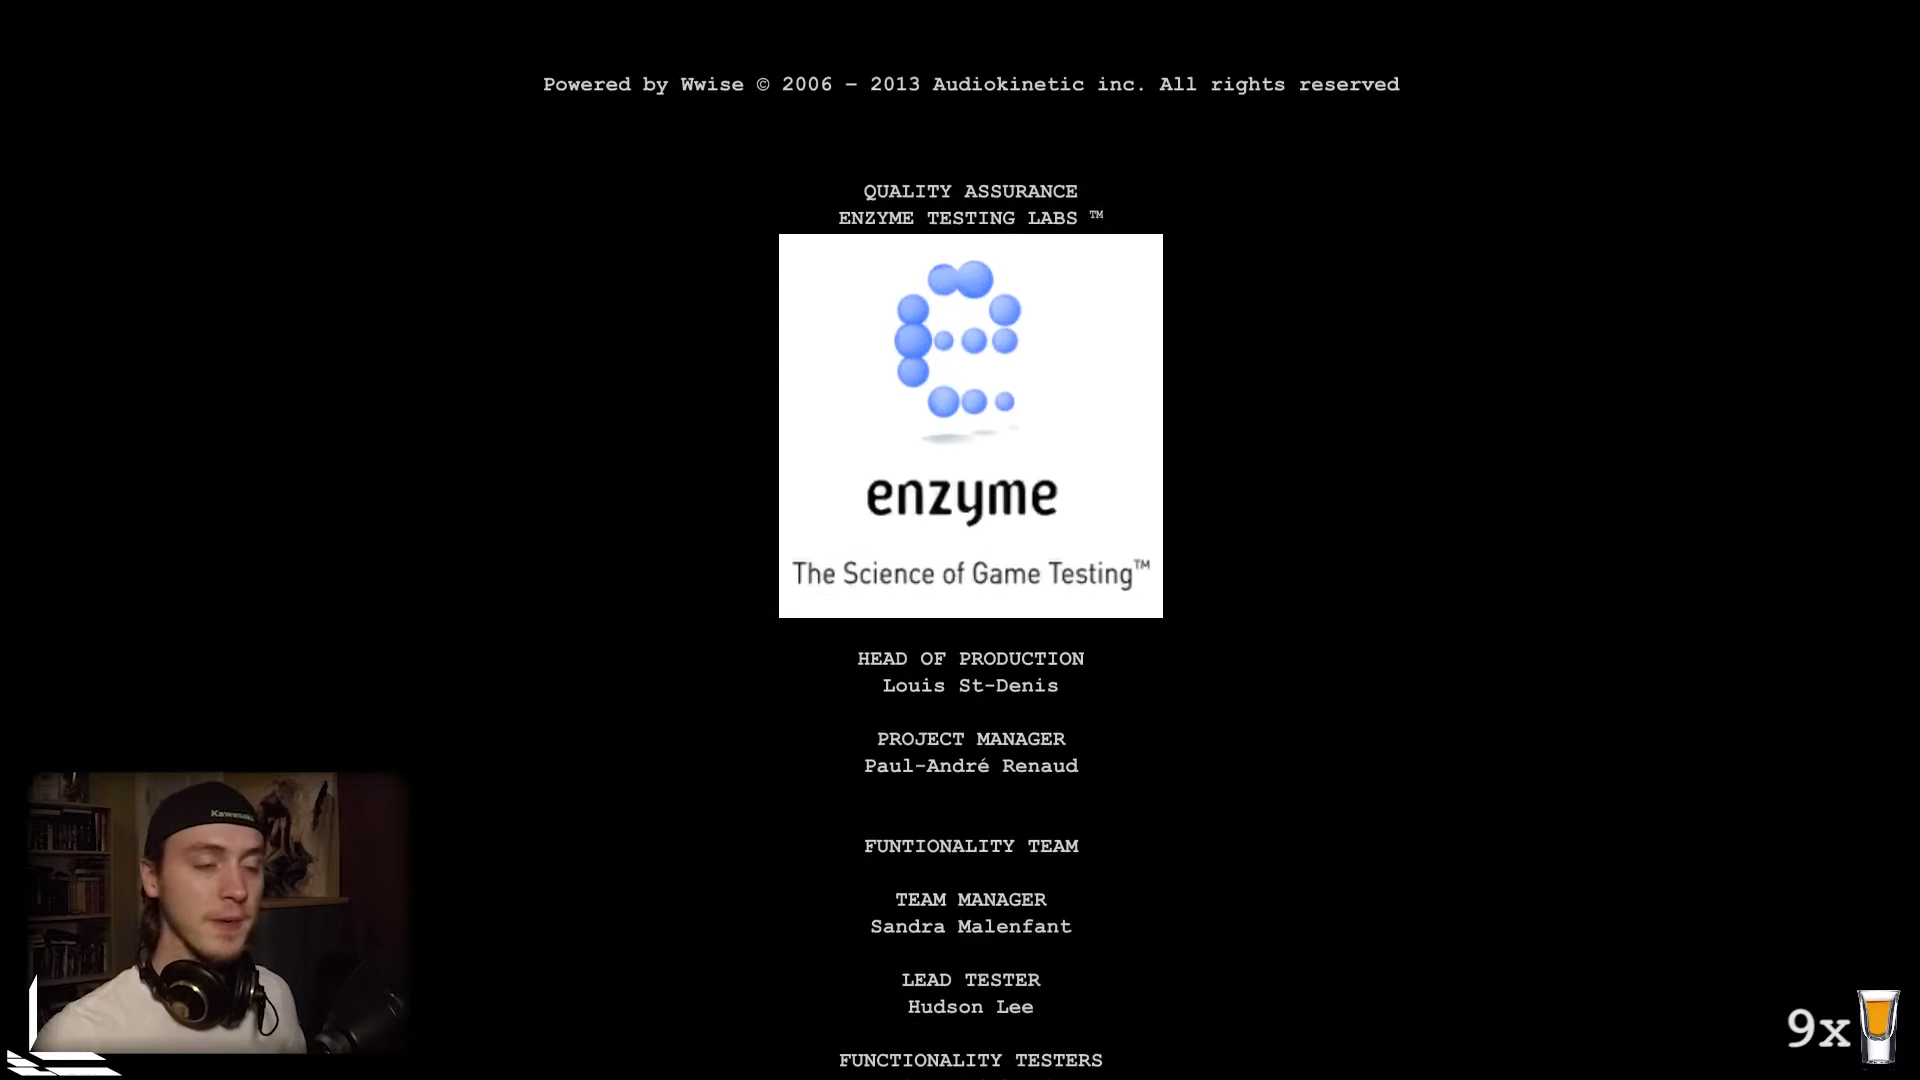 Powered by Wwise © 2006 – 2013 Audiokinetic inc. All rights reserved
QUALITY ASSURANCE
ENZYME TESTING LABS ™
enzyme
The Science of Game Testing™
HEAD OF PRODUCTION
Louis St-Denis
PROJECT MANAGER
Paul-André Renaud
FUNTIONALITY TEAM
TEAM MANAGER
Sandra Malenfant
LEAD TESTER
Hudson Lee
FUNCTIONALITY TESTERS
Kawasaki
9x